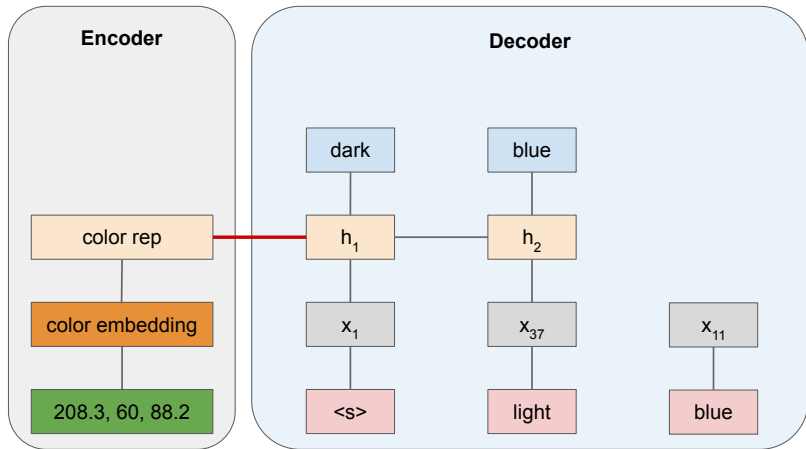 Encoder
Decoder
dark
blue
color rep
h₁
h₂
color embedding
x₁
x₃₇
x₁₁
208.3, 60, 88.2
<s>
light
blue